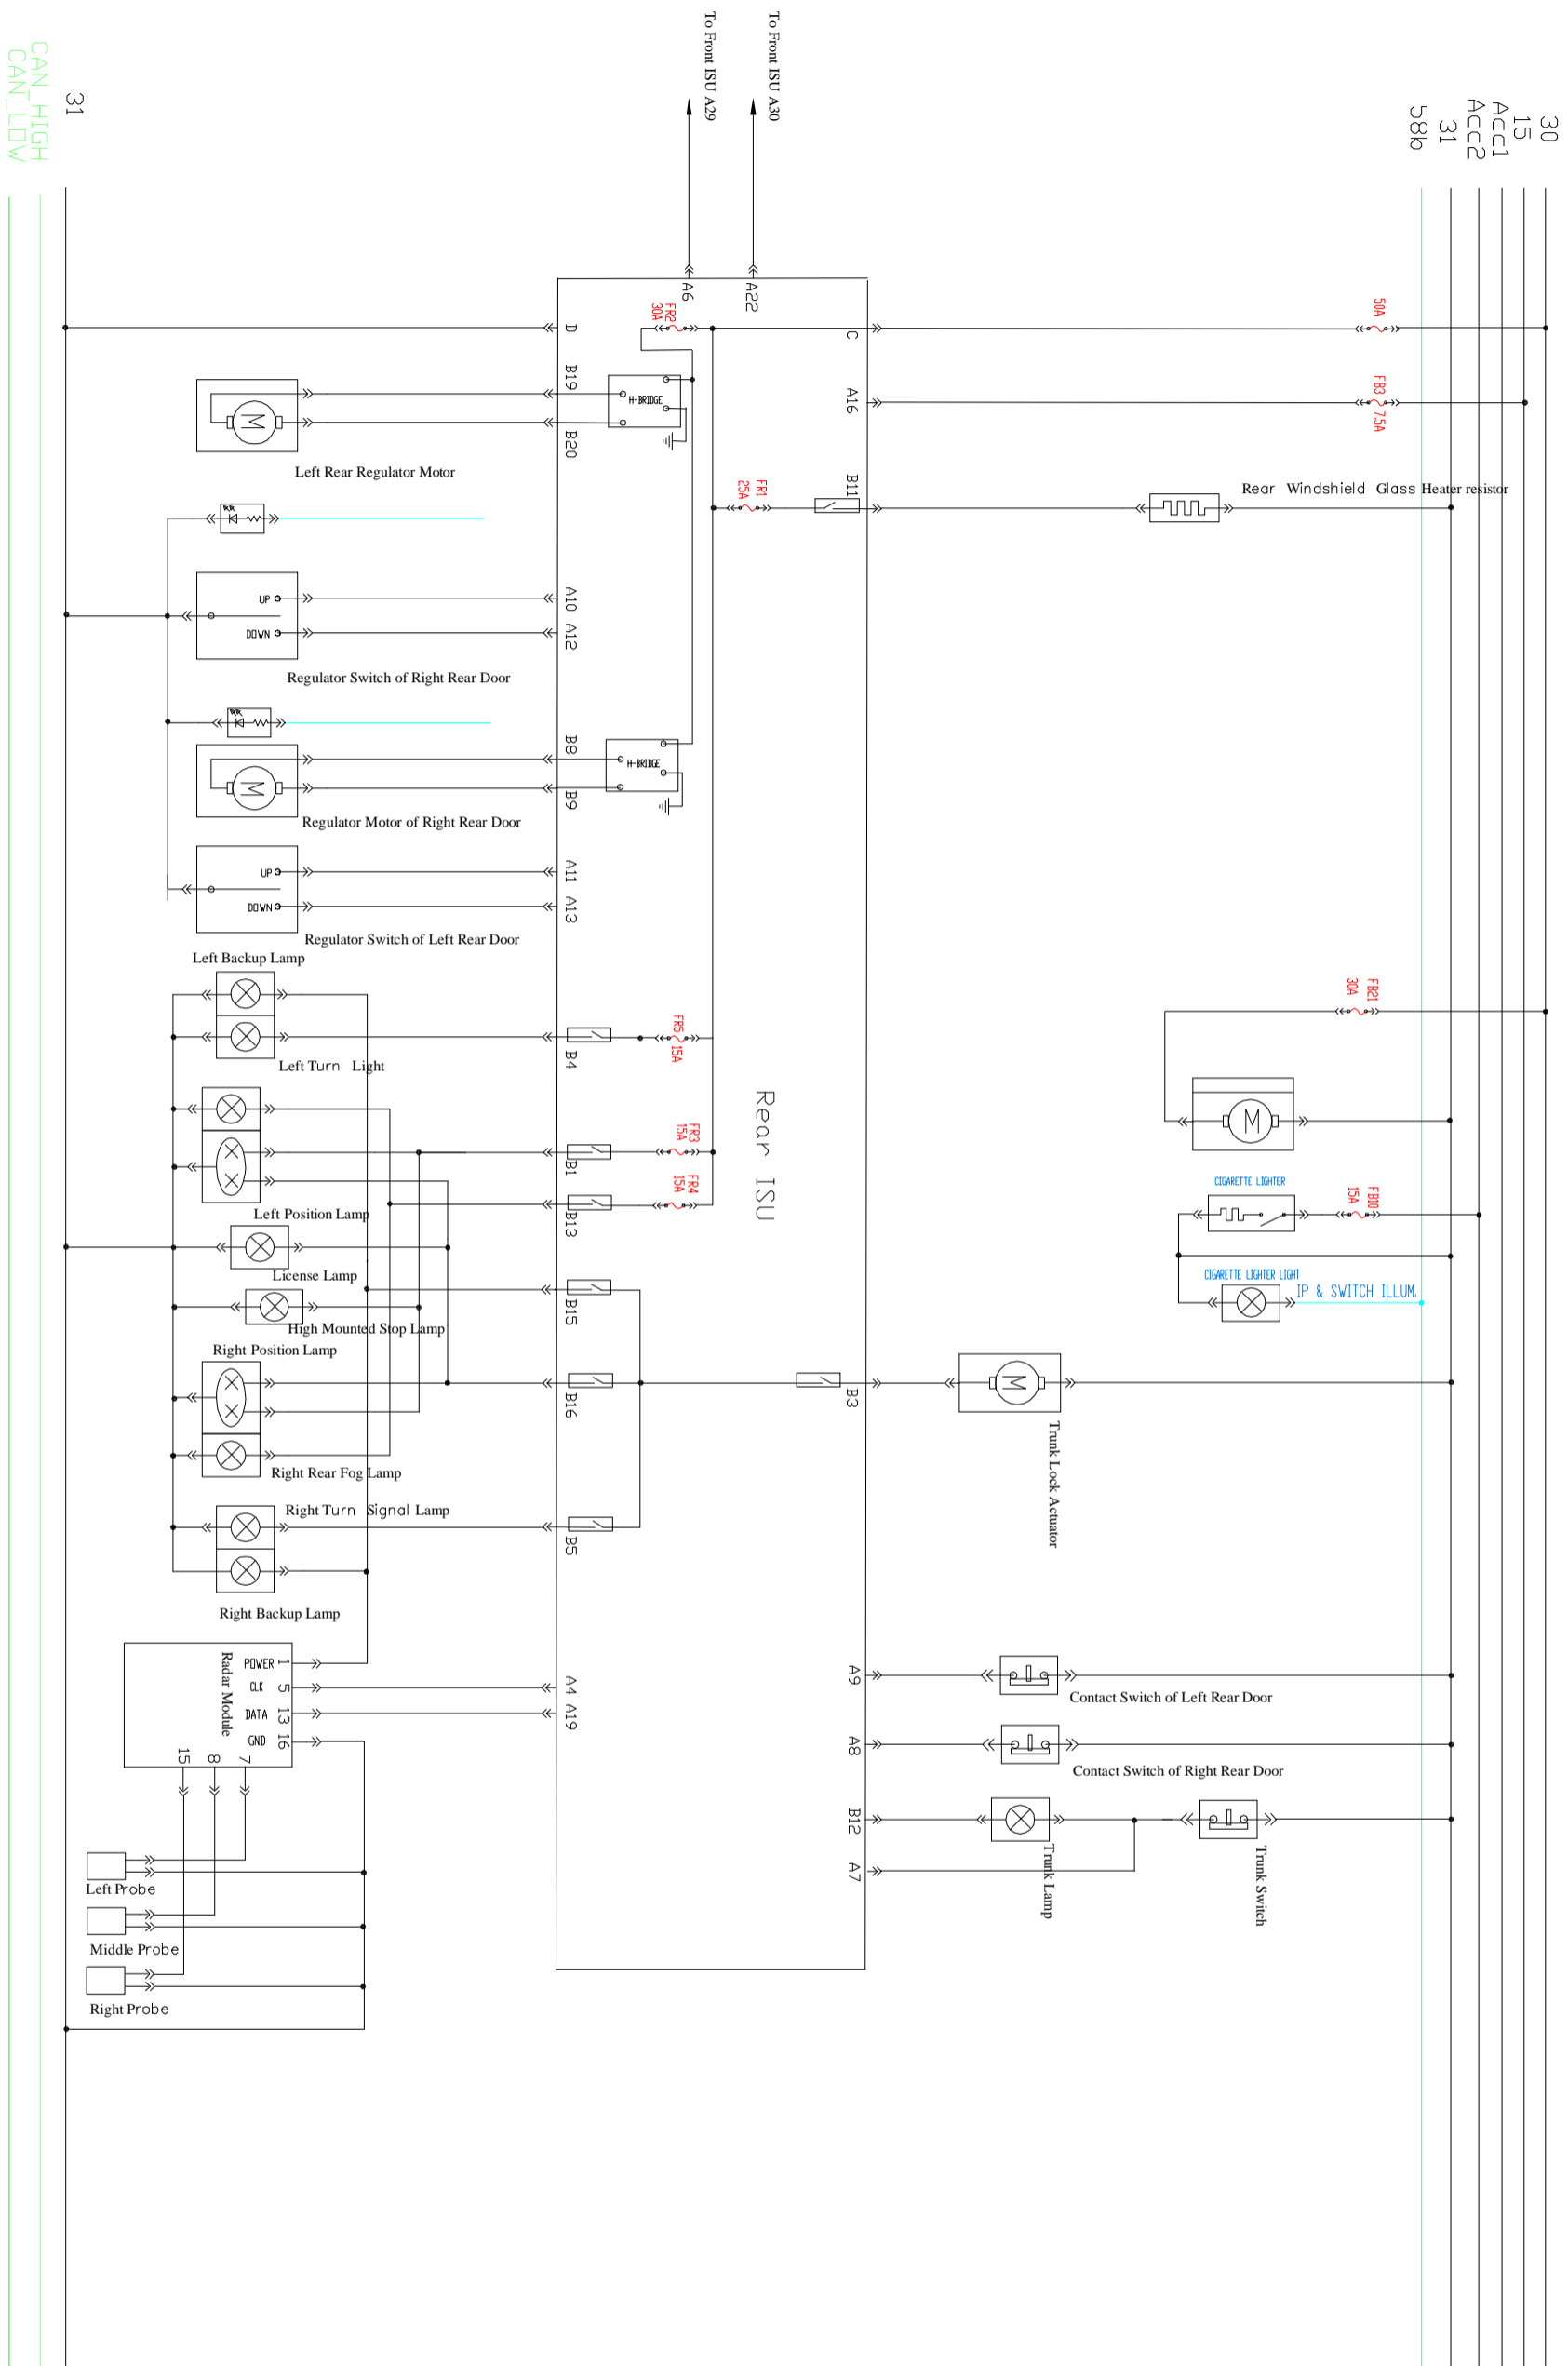 To Front ISU A29
To Front ISU A30
CAN_HIGH
CAN_LOW
31
58b
31
Acc2
Acc1
15
30
A6
A22
D
FR2
30A
C
50A
B19
H-BRIDGE
B20
A16
FB3 7.5A
Left Rear Regulator Motor
FR1
25A
B11
Rear Windshield Glass Heater resistor
UP
DOWN
A10
A12
Regulator Switch of Right Rear Door
B8
H-BRIDGE
B9
Regulator Motor of Right Rear Door
UP
DOWN
A11
A13
Regulator Switch of Left Rear Door
Left Backup Lamp
Left Turn Light
B4
FR5 15A
FB21
30A
Rear ISU
B1
FR3
15A
B13
FR4
15A
Left Position Lamp
CIGARETTE LIGHTER
FB10
15A
License Lamp
CIGARETTE LIGHTER LIGHT
IP & SWITCH ILLUM.
B15
High Mounted Stop Lamp
Right Position Lamp
B16
B3
Trunk Lock Actuator
Right Rear Fog Lamp
Right Turn Signal Lamp
B5
Right Backup Lamp
Radar Module
POWER 1
CLK 5
DATA 13
GND 16
15
8
7
A4 A19
A9
Contact Switch of Left Rear Door
A8
Contact Switch of Right Rear Door
B12
A7
Trunk Lamp
Trunk Switch
Left Probe
Middle Probe
Right Probe